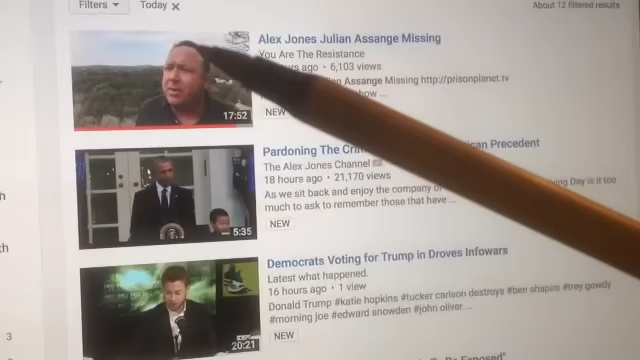 Filters
Today ×
About 12 filtered results
Alex Jones Julian Assange Missing
You Are The Resistance
ago • 6,103 views
Assange Missing http://prisonplanet.tv
NEW
17:52
Pardoning The
can Precedent
The Alex Jones Channel
18 hours ago • 21,170 views
As we sit back and enjoy the company
ing Day is it too
much to ask to remember those that have ...
NEW
5:35
Democrats Voting for Trump in Droves Infowars
Latest what happened.
16 hours ago • 1 view
Donald Trump #katie hopkins #tucker carlson destroys #ben shapiro #trey gowdy
#morning joe #edward snowden #john oliver ...
NEW
20:21
3
Exposed"